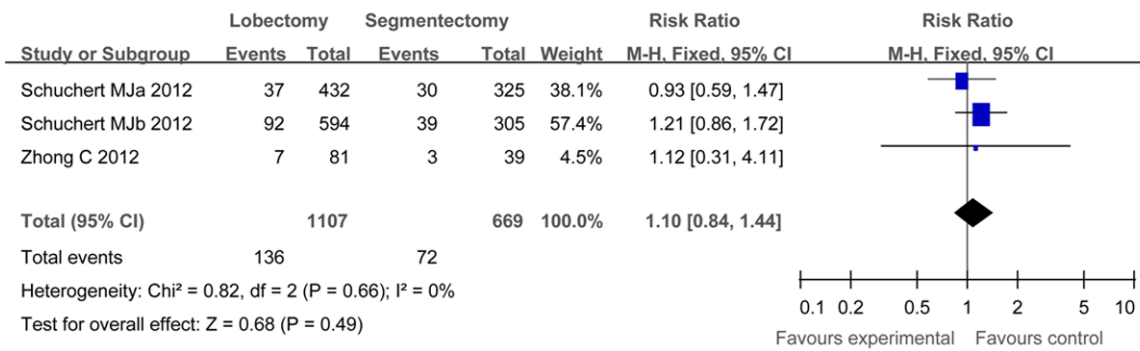 Lobectomy Segmentectomy Risk Ratio Risk Ratio
Study or Subgroup Events Total Events Total Weight M-H, Fixed, 95% CI M-H, Fixed, 95% CI
Schuchert MJa 2012 37 432 30 325 38.1% 0.93 [0.59, 1.47]
Schuchert MJb 2012 92 594 39 305 57.4% 1.21 [0.86, 1.72]
Zhong C 2012 7 81 3 39 4.5% 1.12 [0.31, 4.11]
Total (95% CI) 1107 669 100.0% 1.10 [0.84, 1.44]
Total events 136 72
Heterogeneity: Chi² = 0.82, df = 2 (P = 0.66); I² = 0%
Test for overall effect: Z = 0.68 (P = 0.49)
0.1 0.2 0.5 1 2 5 10
Favours experimental Favours control